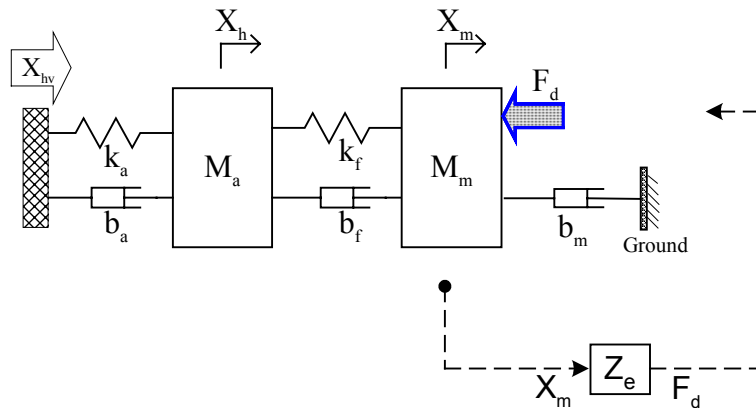 X_h
X_m
X_hv
F_d
k_a
k_f
M_a
M_m
b_a
b_f
b_m
Ground
Z_e
X_m
F_d